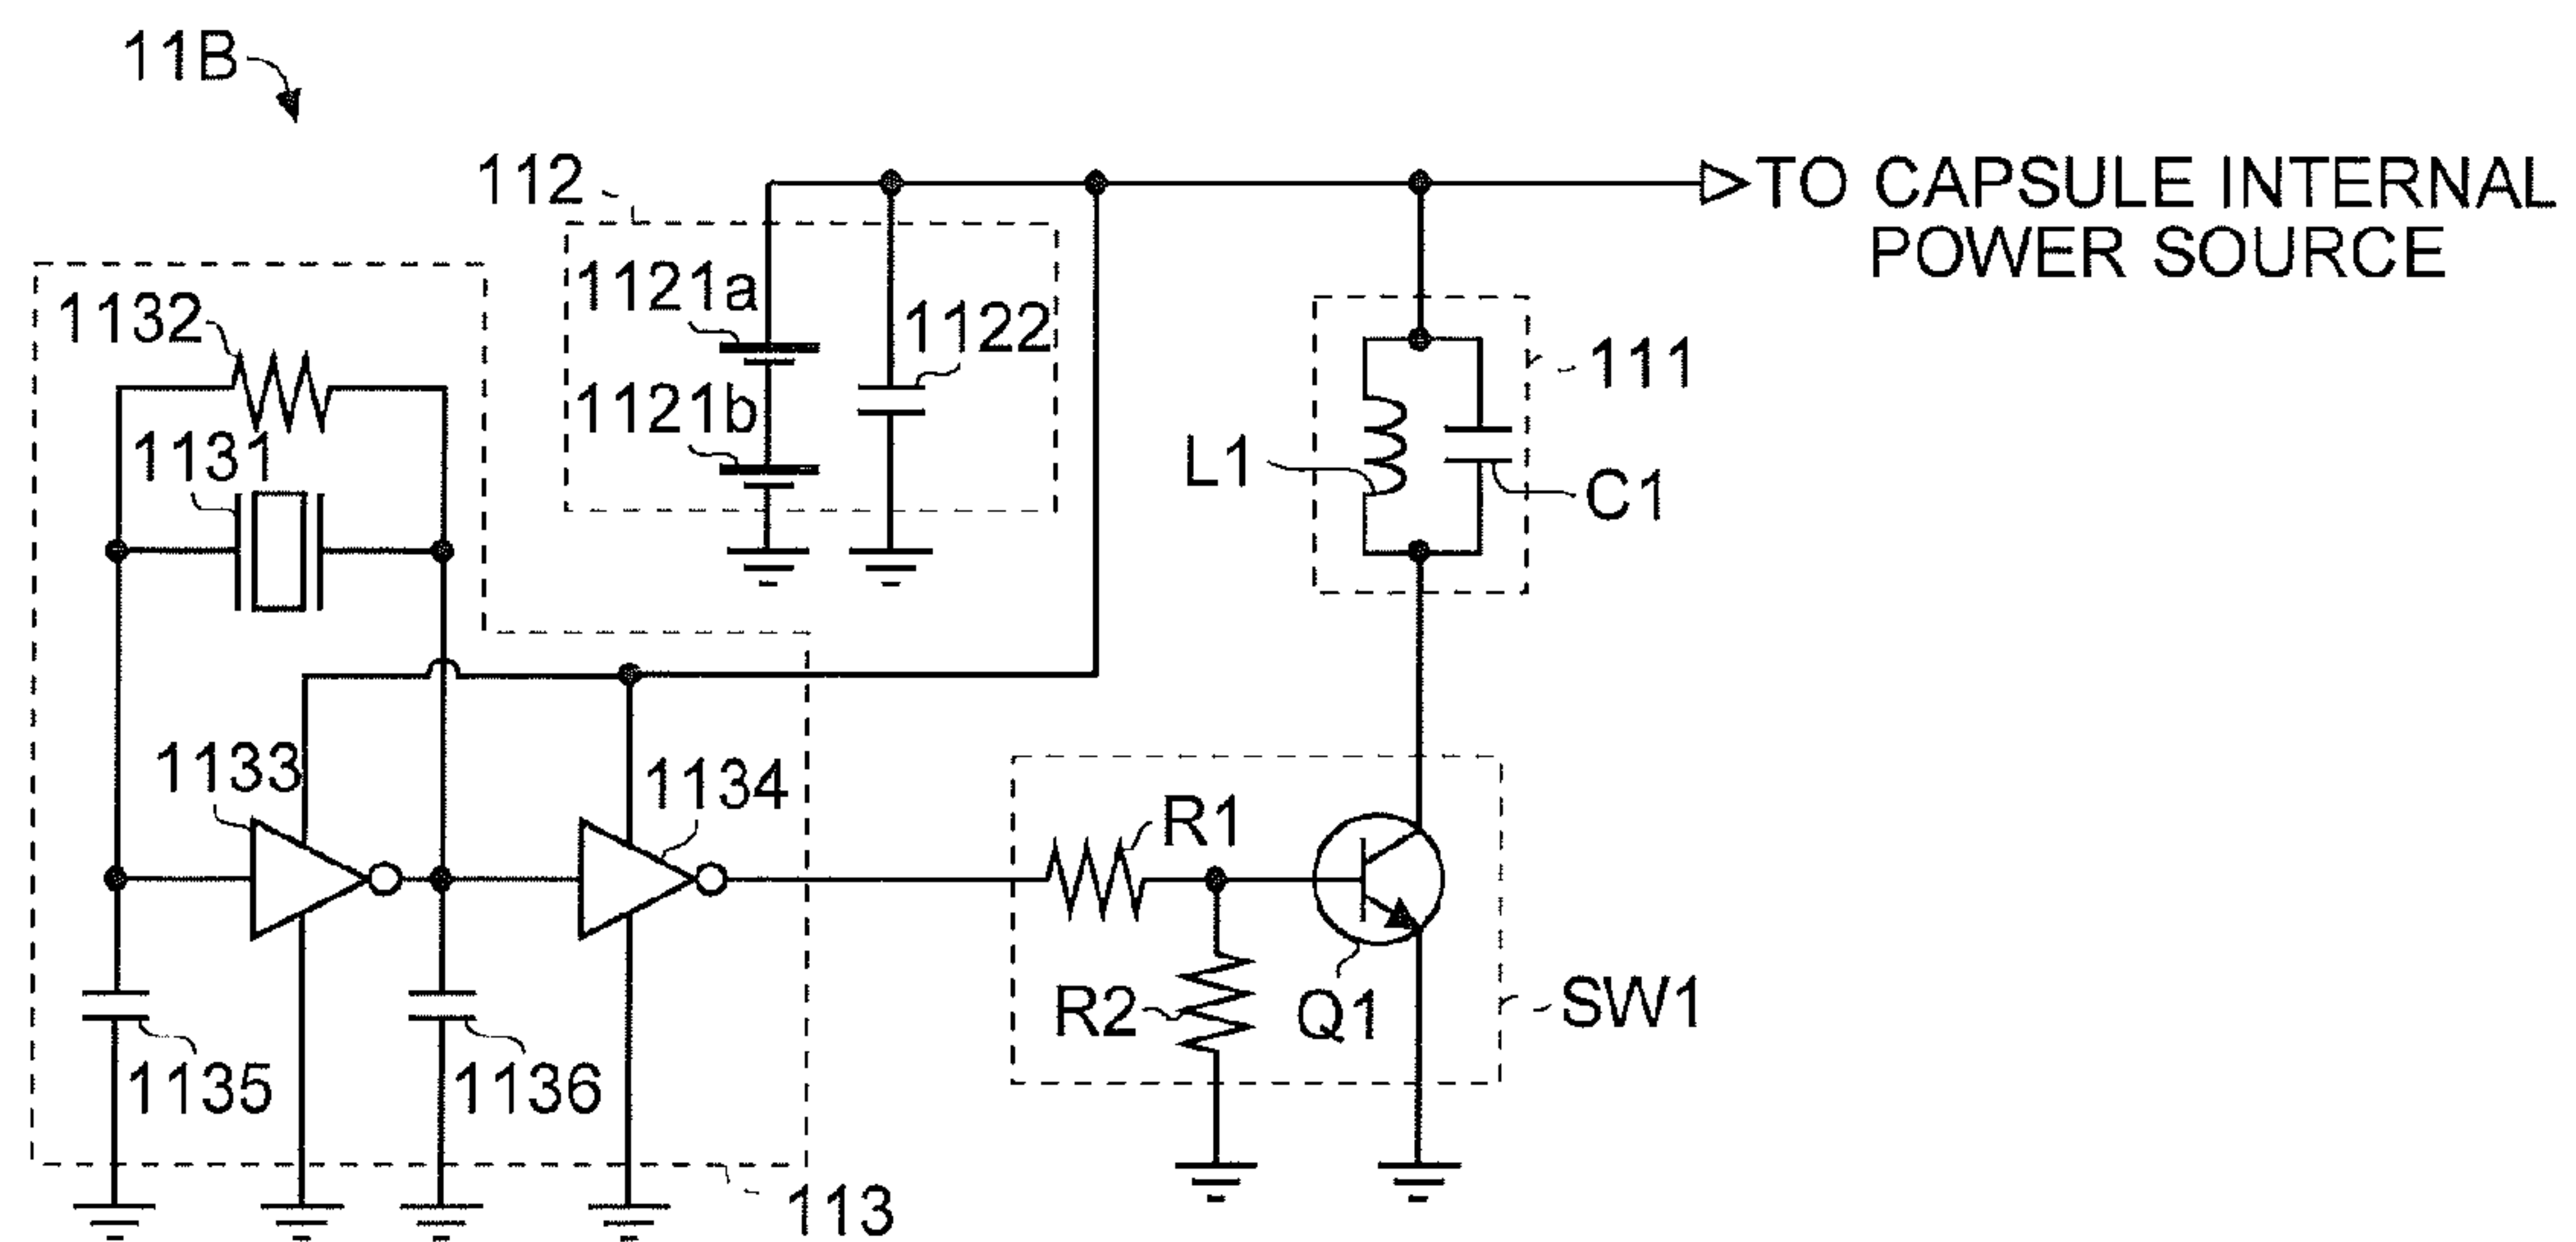 11B
112
TO CAPSULE INTERNAL
POWER SOURCE
1121a
1122
1132
111
1121b
1131
L1
C1
1133
1134
R1
R2
Q1
SW1
1135
1136
113